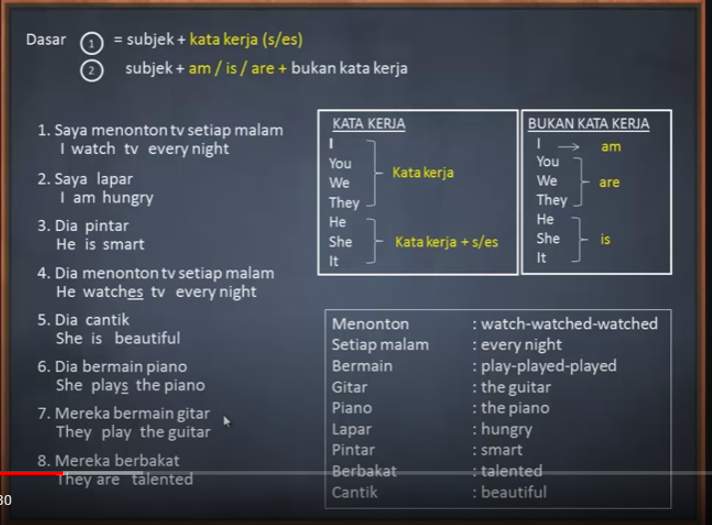 Dasar 1 = subjek + kata kerja (s/es)
2 subjek + am / is / are + bukan kata kerja
1. Saya menonton tv setiap malam
I watch tv every night
2. Saya lapar
I am hungry
3. Dia pintar
He is smart
4. Dia menonton tv setiap malam
He watches tv every night
5. Dia cantik
She is beautiful
6. Dia bermain piano
She plays the piano
7. Mereka bermain gitar
They play the guitar
8. Mereka berbakat
They are talented
KATA KERJA
I
You
We
They
Kata kerja
He
She
It
Kata kerja + s/es
BUKAN KATA KERJA
I am
You
We
They
are
He
She
It
is
Menonton : watch-watched-watched
Setiap malam : every night
Bermain : play-played-played
Gitar : the guitar
Piano : the piano
Lapar : hungry
Pintar : smart
Berbakat : talented
Cantik : beautiful
30